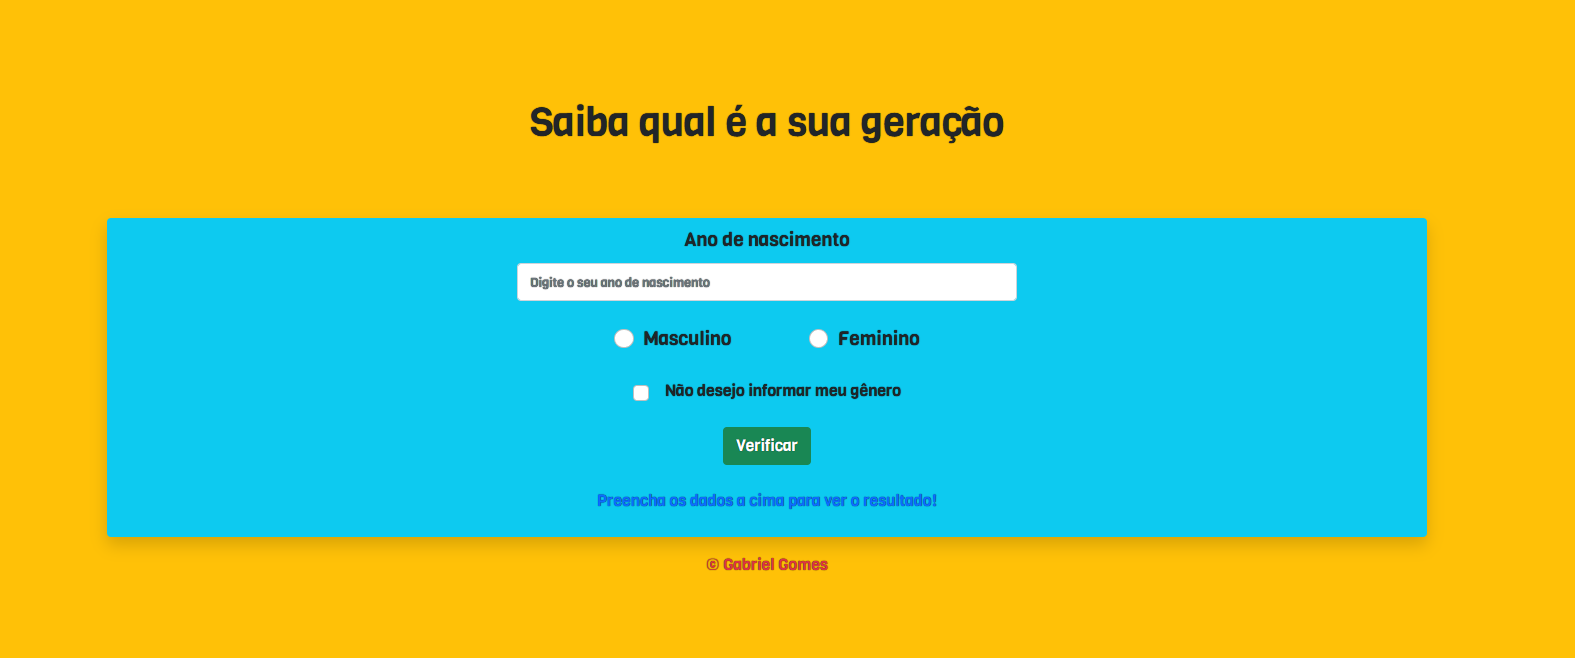 Saiba qual é a sua geração
Ano de nascimento
Digite o seu ano de nascimento
Masculino Feminino
Não desejo informar meu gênero
Verificar
Preencha os dados a cima para ver o resultado!
© Gabriel Gomes